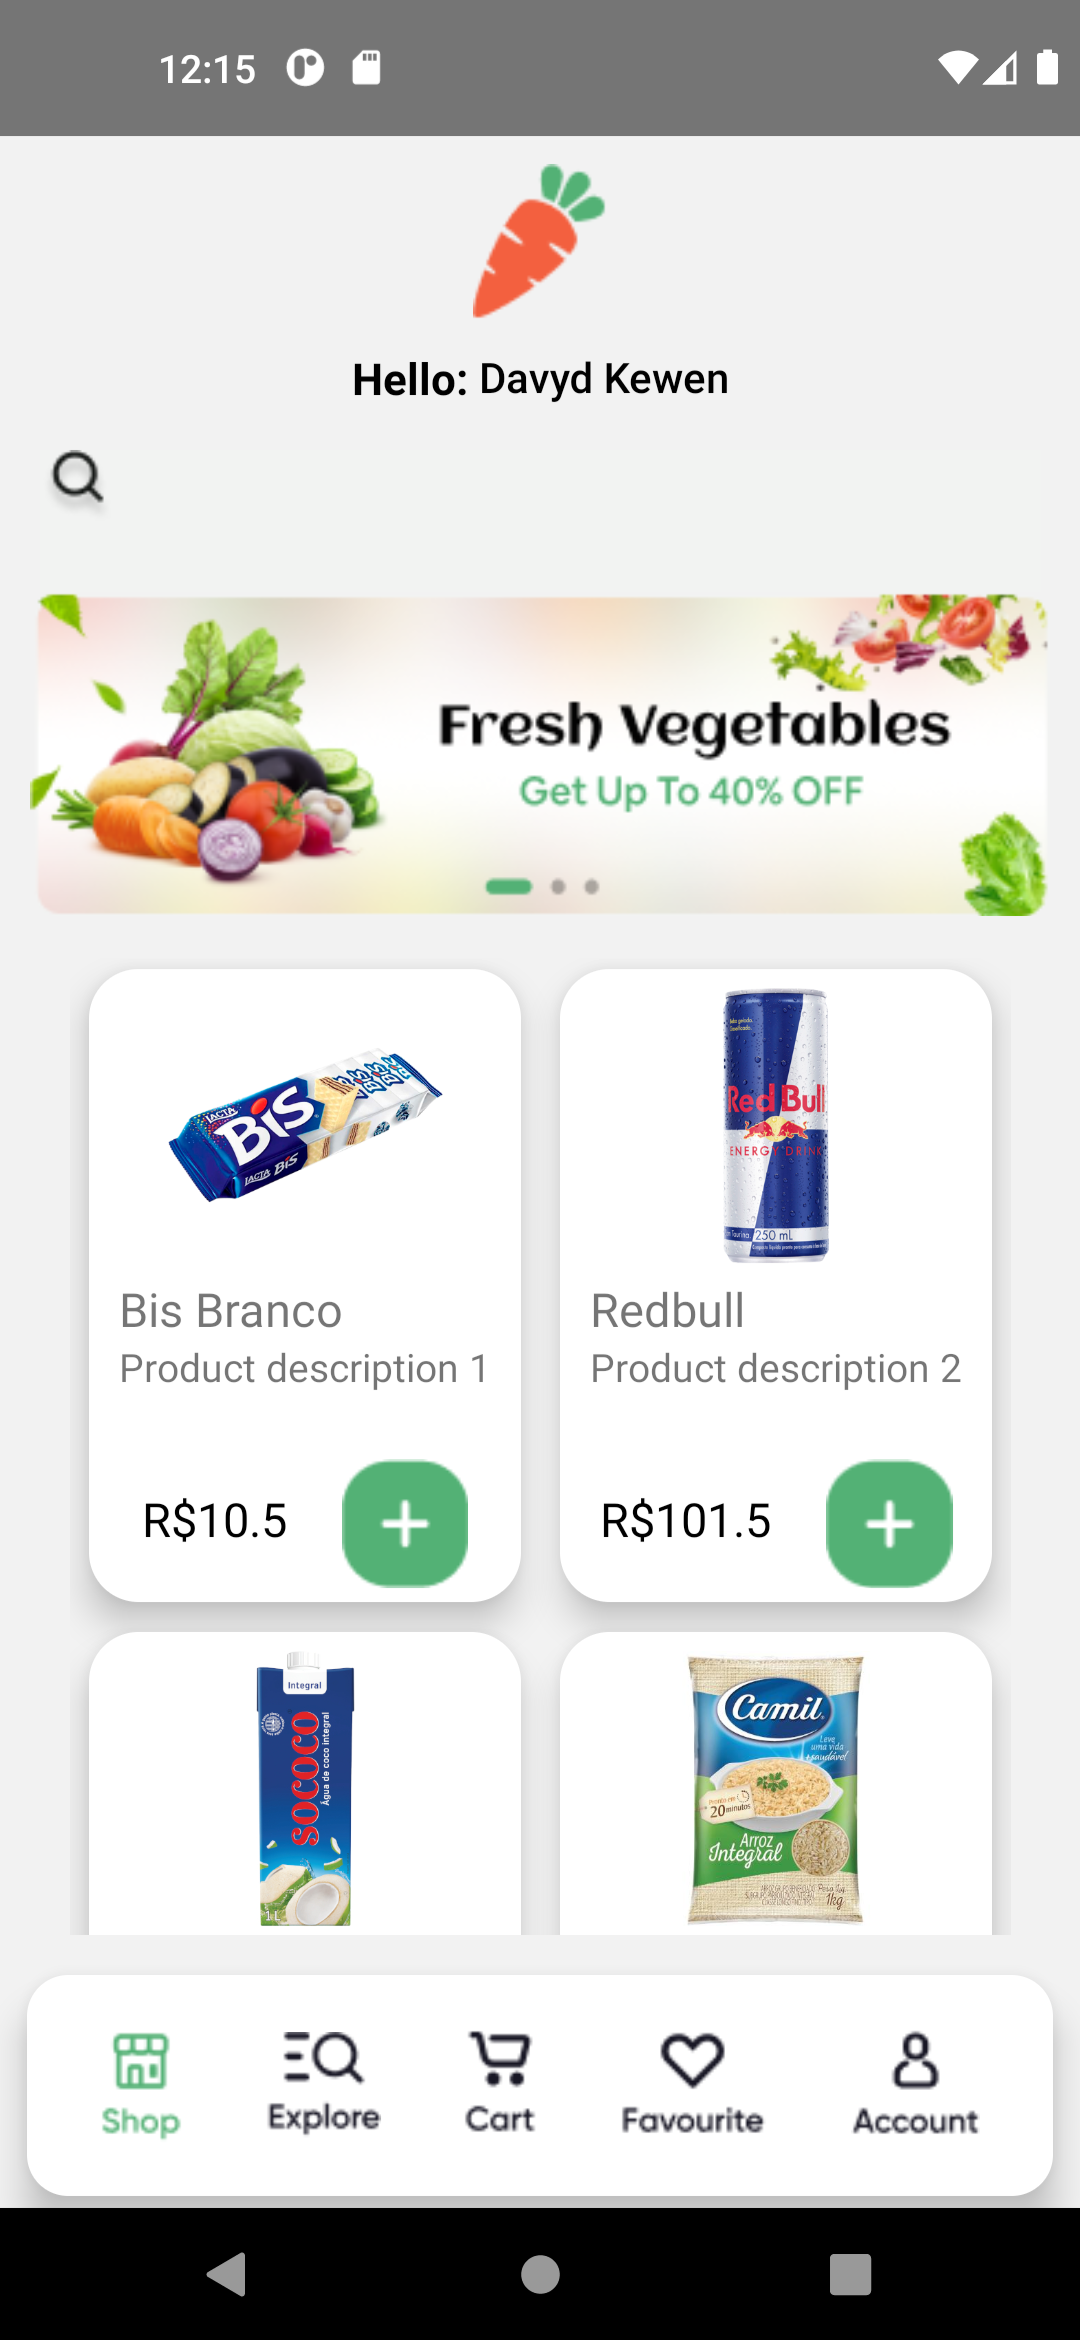 12:15
Hello: Davyd Kewen
Fresh Vegetables
Get Up To 40% OFF
LACTA
BIS
LACTA BIS
Red Bull
ENERGY DRINK
250 mL
Bis Branco
Product description 1
Redbull
Product description 2
R$10.5
R$101.5
Integral
SOCOCO
Água de coco integral
1L
Camil
Leve
uma vida
+saudável
Pronto em
20 minutos
Arroz
Integral
1kg
Shop
Explore
Cart
Favourite
Account